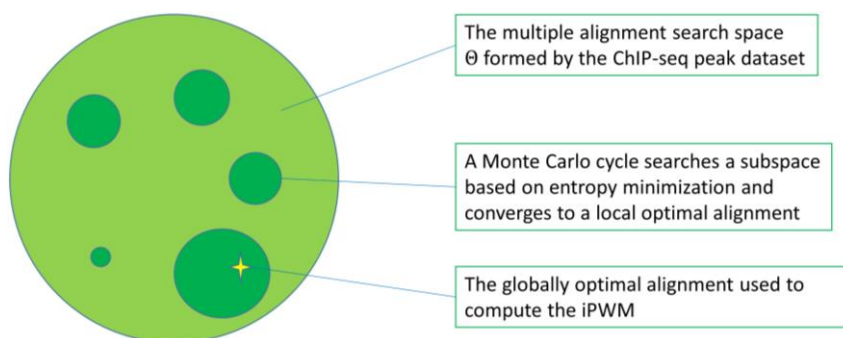 The multiple alignment search space
Θ formed by the ChIP-seq peak dataset
A Monte Carlo cycle searches a subspace
based on entropy minimization and
converges to a local optimal alignment
The globally optimal alignment used to
compute the iPWM